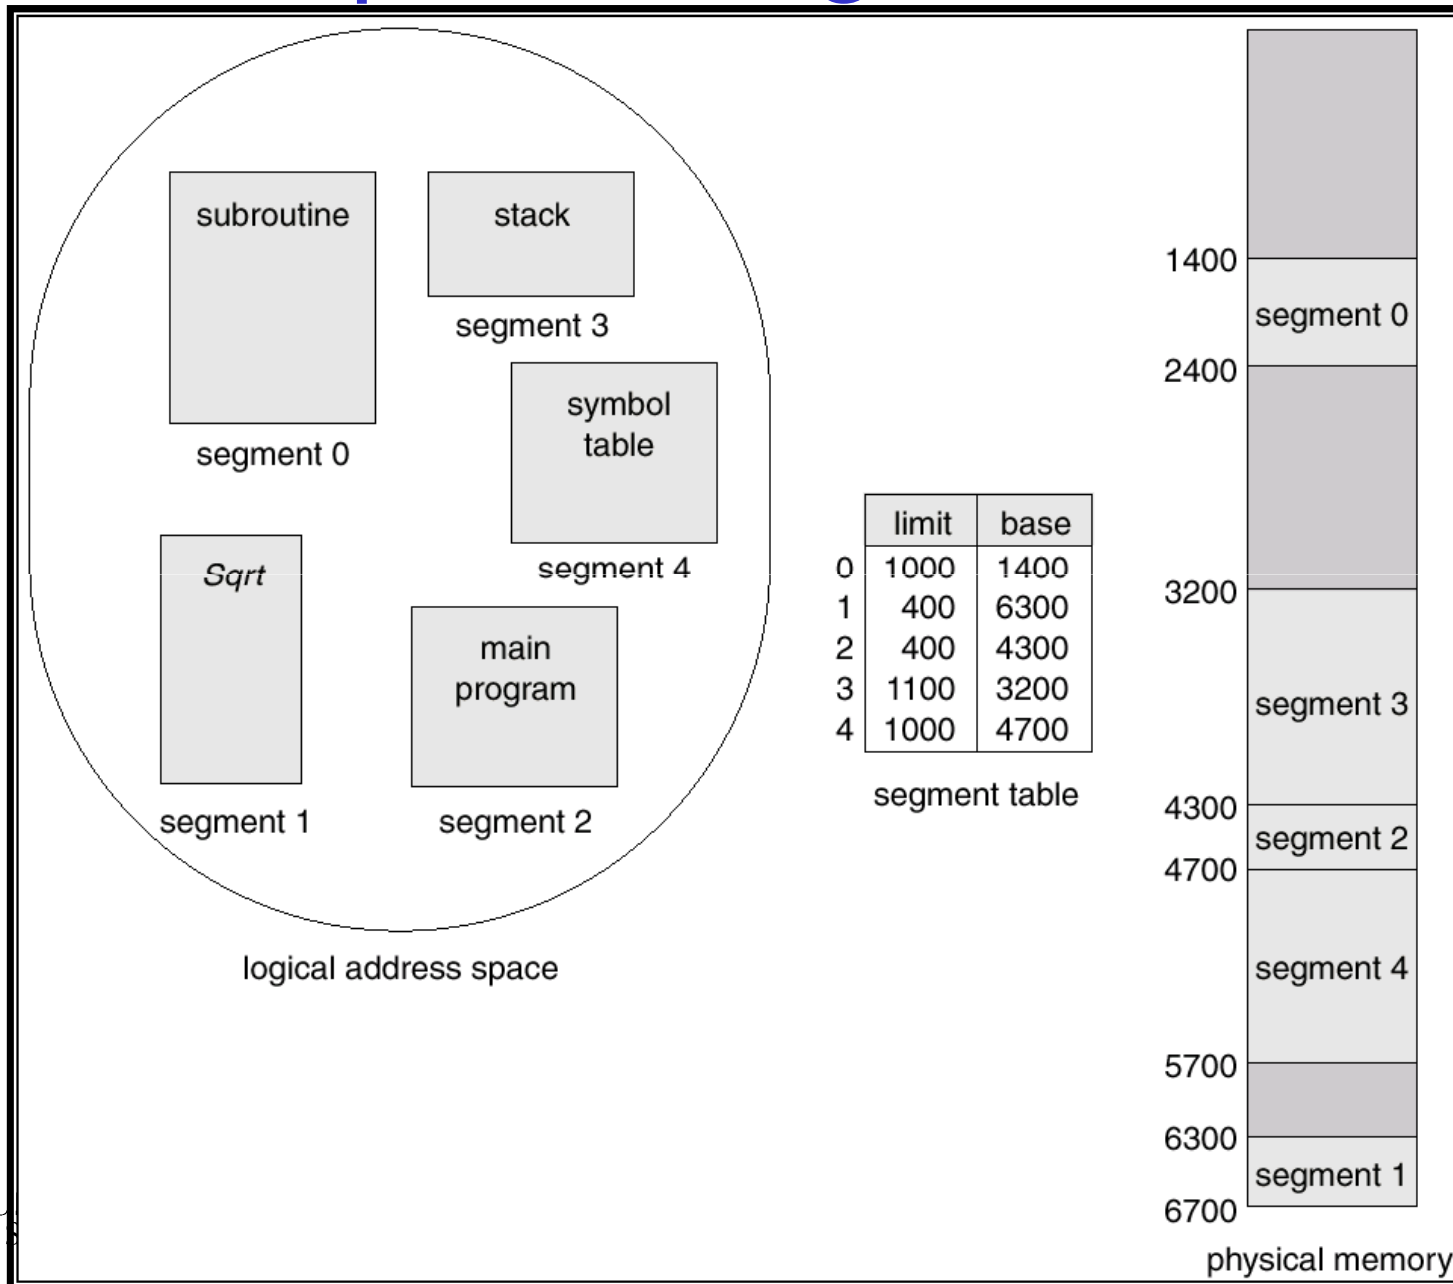 subroutine
segment 0
stack
segment 3
symbol
table
segment 4
Sqrt
segment 1
main
program
segment 2
logical address space
limit base
0 1000 1400
1 400 6300
2 400 4300
3 1100 3200
4 1000 4700
segment table
1400
segment 0
2400
3200
segment 3
4300
segment 2
4700
segment 4
5700
6300
segment 1
6700
physical memory